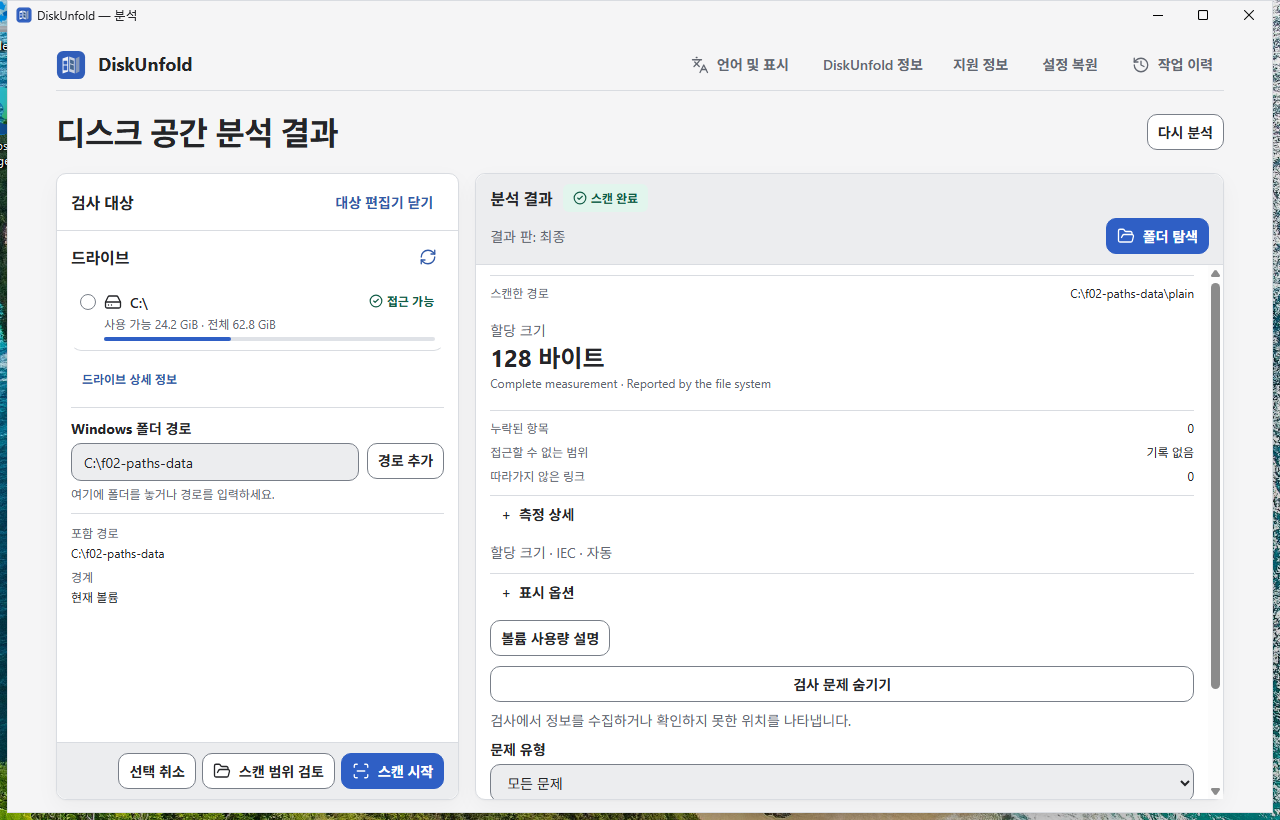 DiskUnfold — 분석
DiskUnfold
언어 및 표시
DiskUnfold 정보
지원 정보
설정 복원
작업 이력
디스크 공간 분석 결과
다시 분석
검사 대상
대상 편집기 닫기
드라이브
C:\
접근 가능
사용 가능 24.2 GiB · 전체 62.8 GiB
드라이브 상세 정보
Windows 폴더 경로
C:\f02-paths-data
경로 추가
여기에 폴더를 놓거나 경로를 입력하세요.
포함 경로
C:\f02-paths-data
경계
현재 볼륨
선택 취소
스캔 범위 검토
스캔 시작
분석 결과
스캔 완료
결과 판: 최종
폴더 탐색
스캔한 경로
C:\f02-paths-data\plain
할당 크기
128 바이트
Complete measurement · Reported by the file system
누락된 항목
0
접근할 수 없는 범위
기록 없음
따라가지 않은 링크
0
+ 측정 상세
할당 크기 · IEC · 자동
+ 표시 옵션
볼륨 사용량 설명
검사 문제 숨기기
검사에서 정보를 수집하거나 확인하지 못한 위치를 나타냅니다.
문제 유형
모든 문제